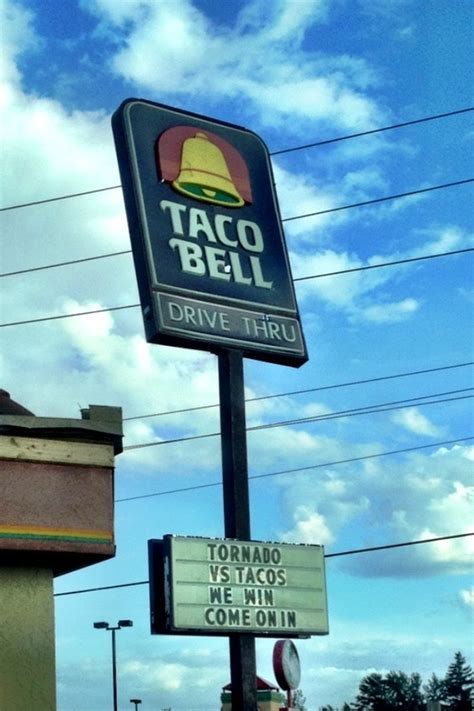 TACO
BELL
DRIVE THRU
TORNADO
VS TACOS
WE WIN
COME ON IN